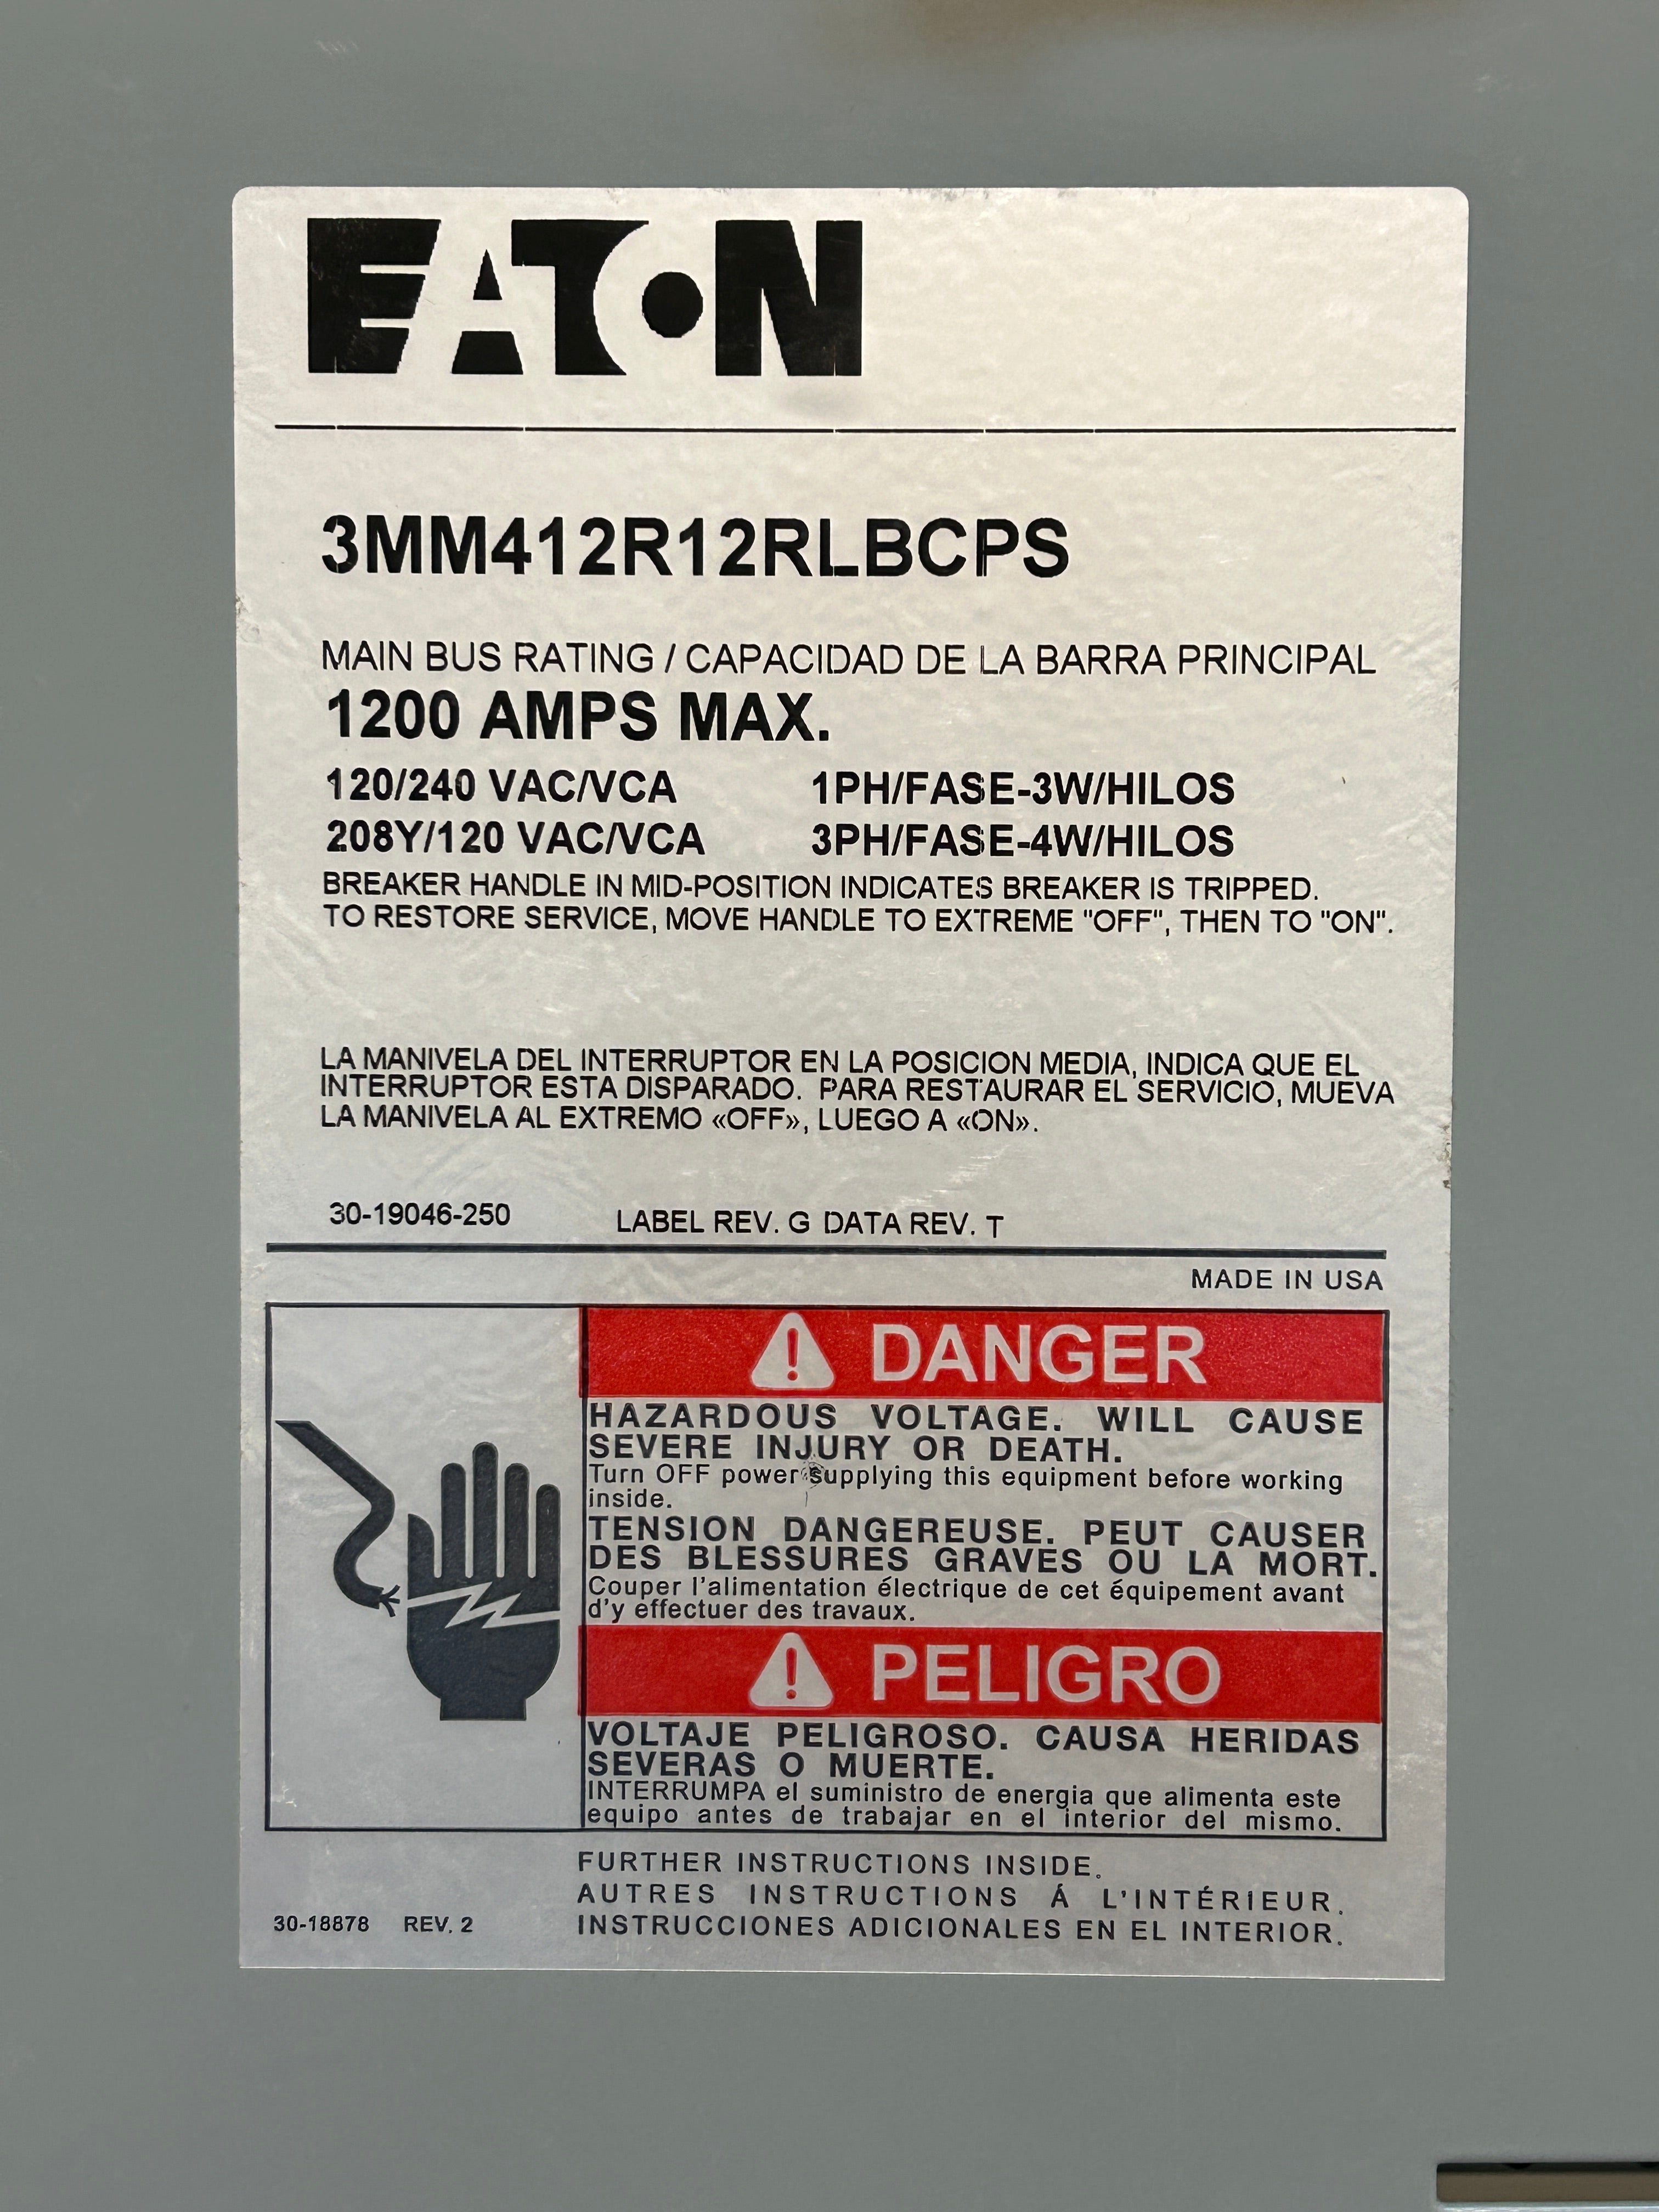 EATON
3MM412R12RLBCPS
MAIN BUS RATING / CAPACIDAD DE LA BARRA PRINCIPAL
1200 AMPS MAX.
120/240 VAC/VCA 1PH/FASE-3W/HILOS
208Y/120 VAC/VCA 3PH/FASE-4W/HILOS
BREAKER HANDLE IN MID-POSITION INDICATES BREAKER IS TRIPPED.
TO RESTORE SERVICE, MOVE HANDLE TO EXTREME "OFF", THEN TO "ON".
LA MANIVELA DEL INTERRUPTOR EN LA POSICION MEDIA, INDICA QUE EL
INTERRUPTOR ESTA DISPARADO. PARA RESTAURAR EL SERVICIO, MUEVA
LA MANIVELA AL EXTREMO «OFF», LUEGO A «ON».
30-19046-250 LABEL REV. G DATA REV. T
MADE IN USA
DANGER
HAZARDOUS VOLTAGE. WILL CAUSE
SEVERE INJURY OR DEATH.
Turn OFF power supplying this equipment before working
inside.
TENSION DANGEREUSE. PEUT CAUSER
DES BLESSURES GRAVES OU LA MORT.
Couper l'alimentation électrique de cet équipement avant
d'y effectuer des travaux.
PELIGRO
VOLTAJE PELIGROSO. CAUSA HERIDAS
SEVERAS O MUERTE.
INTERRUMPA el suministro de energia que alimenta este
equipo antes de trabajar en el interior del mismo.
FURTHER INSTRUCTIONS INSIDE.
AUTRES INSTRUCTIONS Á L'INTÉRIEUR.
30-18878 REV. 2 INSTRUCCIONES ADICIONALES EN EL INTERIOR.